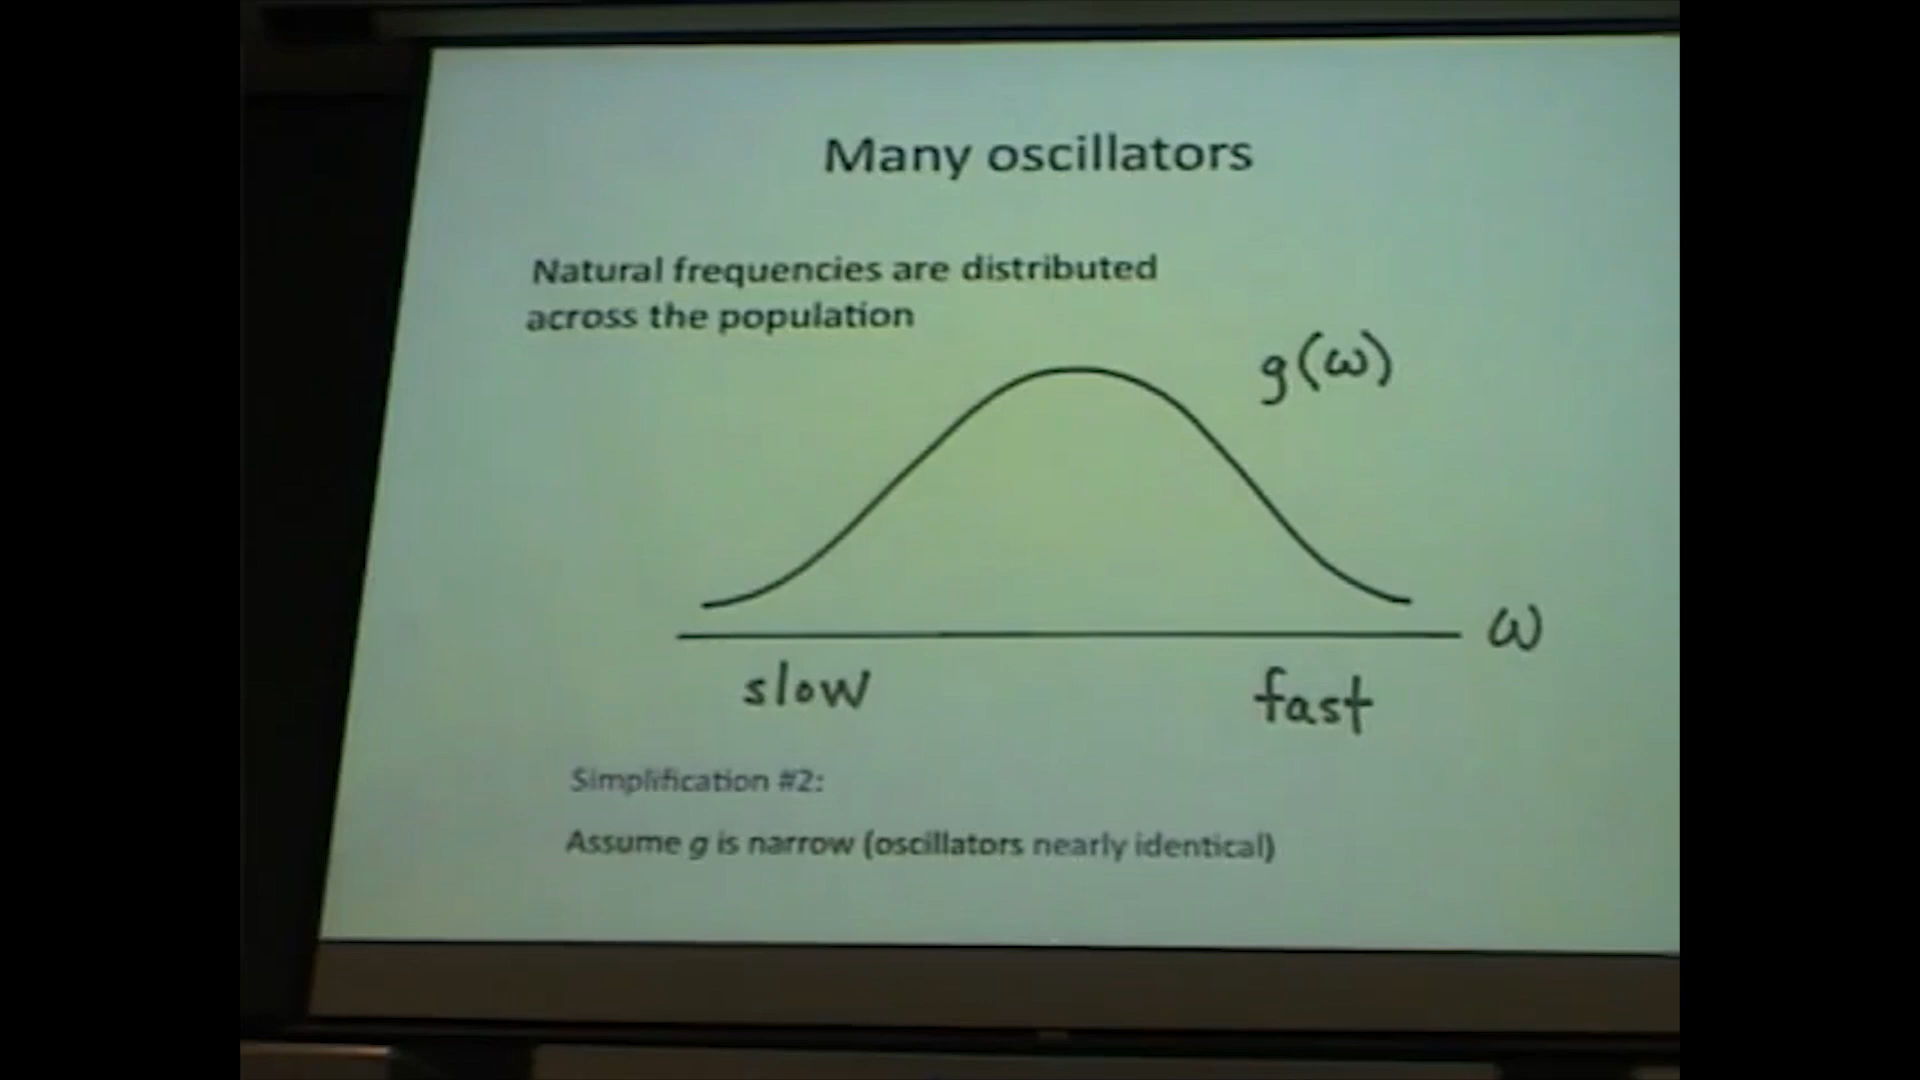 Many oscillators
Natural frequencies are distributed
across the population
g(ω)
ω
slow
fast
Simplification #2:
Assume g is narrow (oscillators nearly identical)